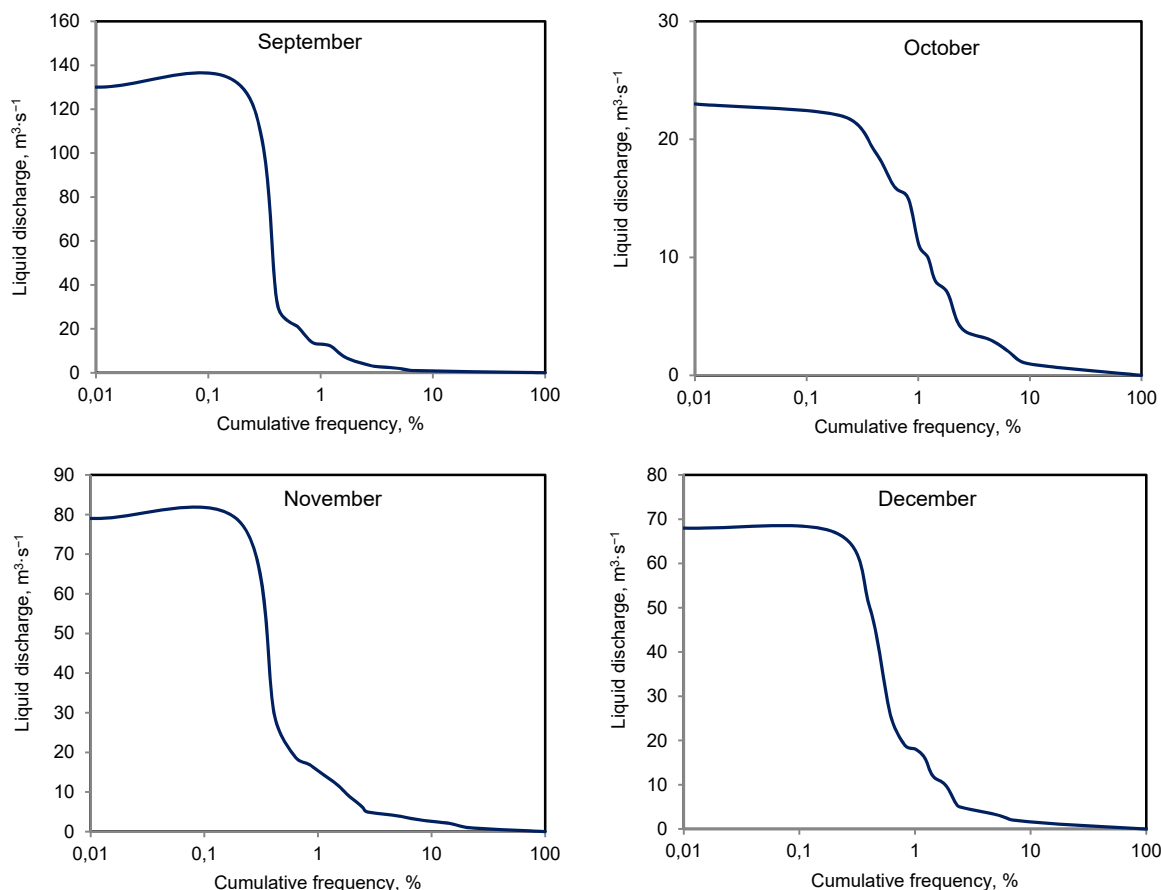 September
160
140
120
100
80
60
40
20
0
Liquid discharge, m³·s⁻¹
0,01 0,1 1 10 100
Cumulative frequency, %
October
30
20
10
0
Liquid discharge, m³·s⁻¹
0,01 0,1 1 10 100
Cumulative frequency, %
November
90
80
70
60
50
40
30
20
10
0
Liquid discharge, m³·s⁻¹
0,01 0,1 1 10 100
Cumulative frequency, %
December
80
70
60
50
40
30
20
10
0
Liquid discharge, m³·s⁻¹
0,01 0,1 1 10 100
Cumulative frequency, %